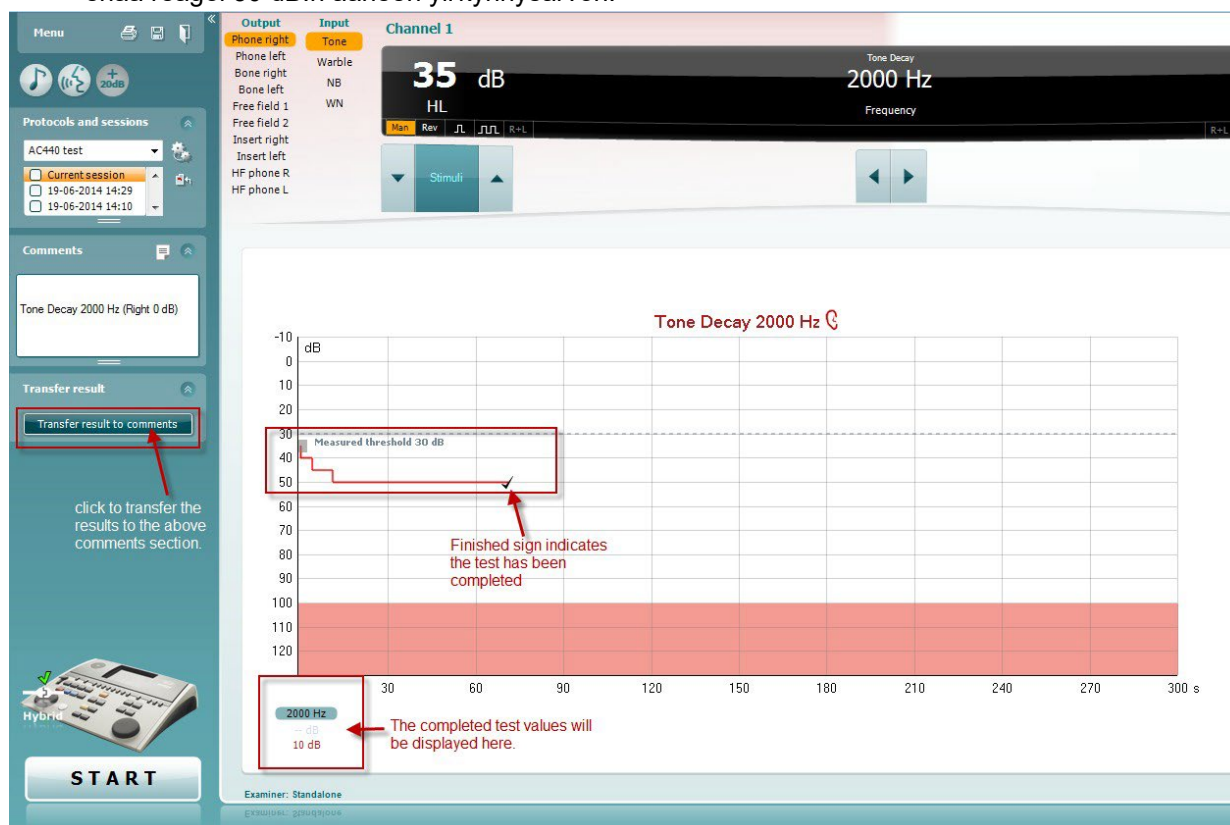 Menu
Protocols and sessions
AC440 test
Current session
19-06-2014 14:29
19-06-2014 14:10
Comments
Tone Decay 2000 Hz (Right 0 dB)
Transfer result
Transfer result to comments
click to transfer the
results to the above
comments section.
Hybrid
START
+
20dB
Output
Phone right
Phone left
Bone right
Bone left
Free field 1
Free field 2
Insert right
Insert left
HF phone R
HF phone L
Input
Tone
Warble
NB
WN
Channel 1
35 dB
HL
Man Rev R+L
Tone Decay
2000 Hz
Frequency
R+L
Stimuli
Tone Decay 2000 Hz
dB
-10
0
10
20
30
40
50
60
70
80
90
100
110
120
Measured threshold 30 dB
Finished sign indicates
the test has been
completed
30 60 90 120 150 180 210 240 270 300 s
2000 Hz
-- dB
10 dB
The completed test values will
be displayed here.
Examiner: Standalone